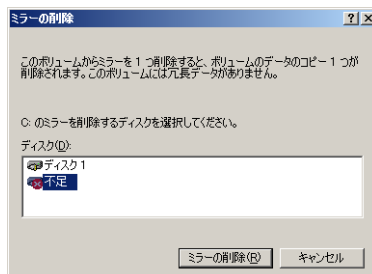 ミラーの削除
このボリュームからミラーを 1 つ削除すると、ボリュームのデータのコピー 1 つが
削除されます。このボリュームには冗長データがありません。
C: のミラーを削除するディスクを選択してください。
ディスク(D):
ディスク 1
不足
ミラーの削除(R)
キャンセル